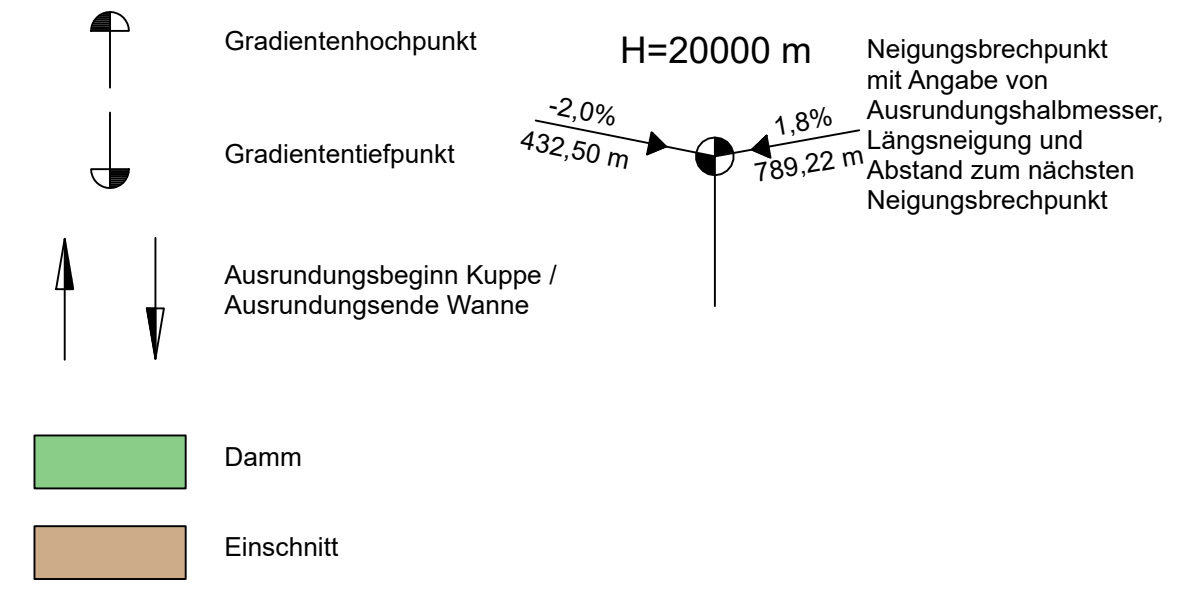 Gradientenhochpunkt
Gradiententiefpunkt
Ausrundungsbeginn Kuppe /
Ausrundungsende Wanne
Damm
Einschnitt
H=20000 m
-2,0%
432,50 m
1,8%
789,22 m
Neigungsbrechpunkt
mit Angabe von
Ausrundungshalbmesser,
Längsneigung und
Abstand zum nächsten
Neigungsbrechpunkt